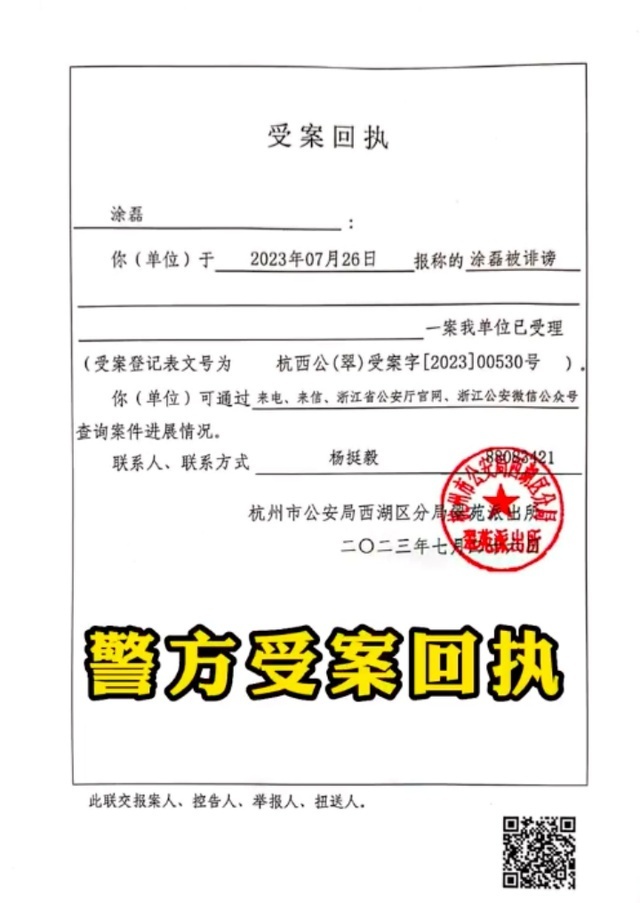 受案回执
涂磊：
你（单位）于 2023年07月26日 报称的 涂磊被诽谤
一案我单位已受理
（受案登记表文号为 杭西公(翠)受案字[2023]00530号 ）。
你（单位）可通过 来电、来信、浙江省公安厅官网、浙江公安微信公众号
查询案件进展情况。
联系人、联系方式 杨挺毅 88083421
杭州市公安局西湖区分局翠苑派出所
二〇二三年七月二十六日
杭州市公安局西湖区分局
翠苑派出所
警方受案回执
此联交报案人、控告人、举报人、扭送人。